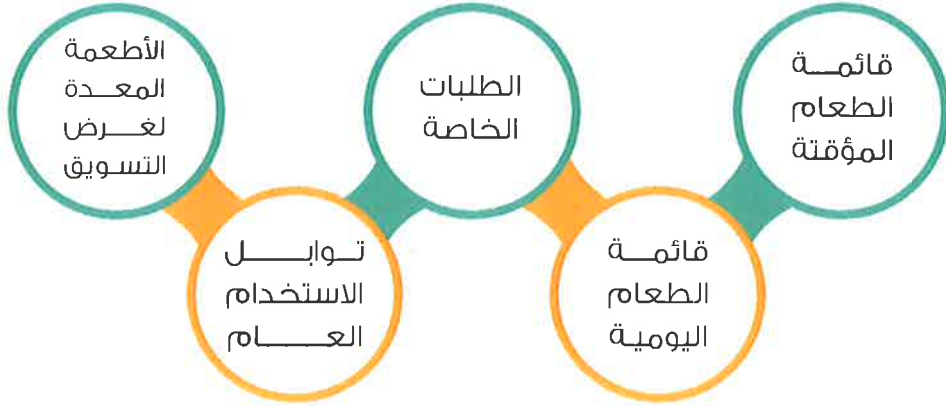 قائمة
الطعام
المؤقتة
قائمة
الطعام
اليومية
الطلبات
الخاصة
توابل
الاستخدام
العام
الأطعمة
المعدة
لغرض
التسويق